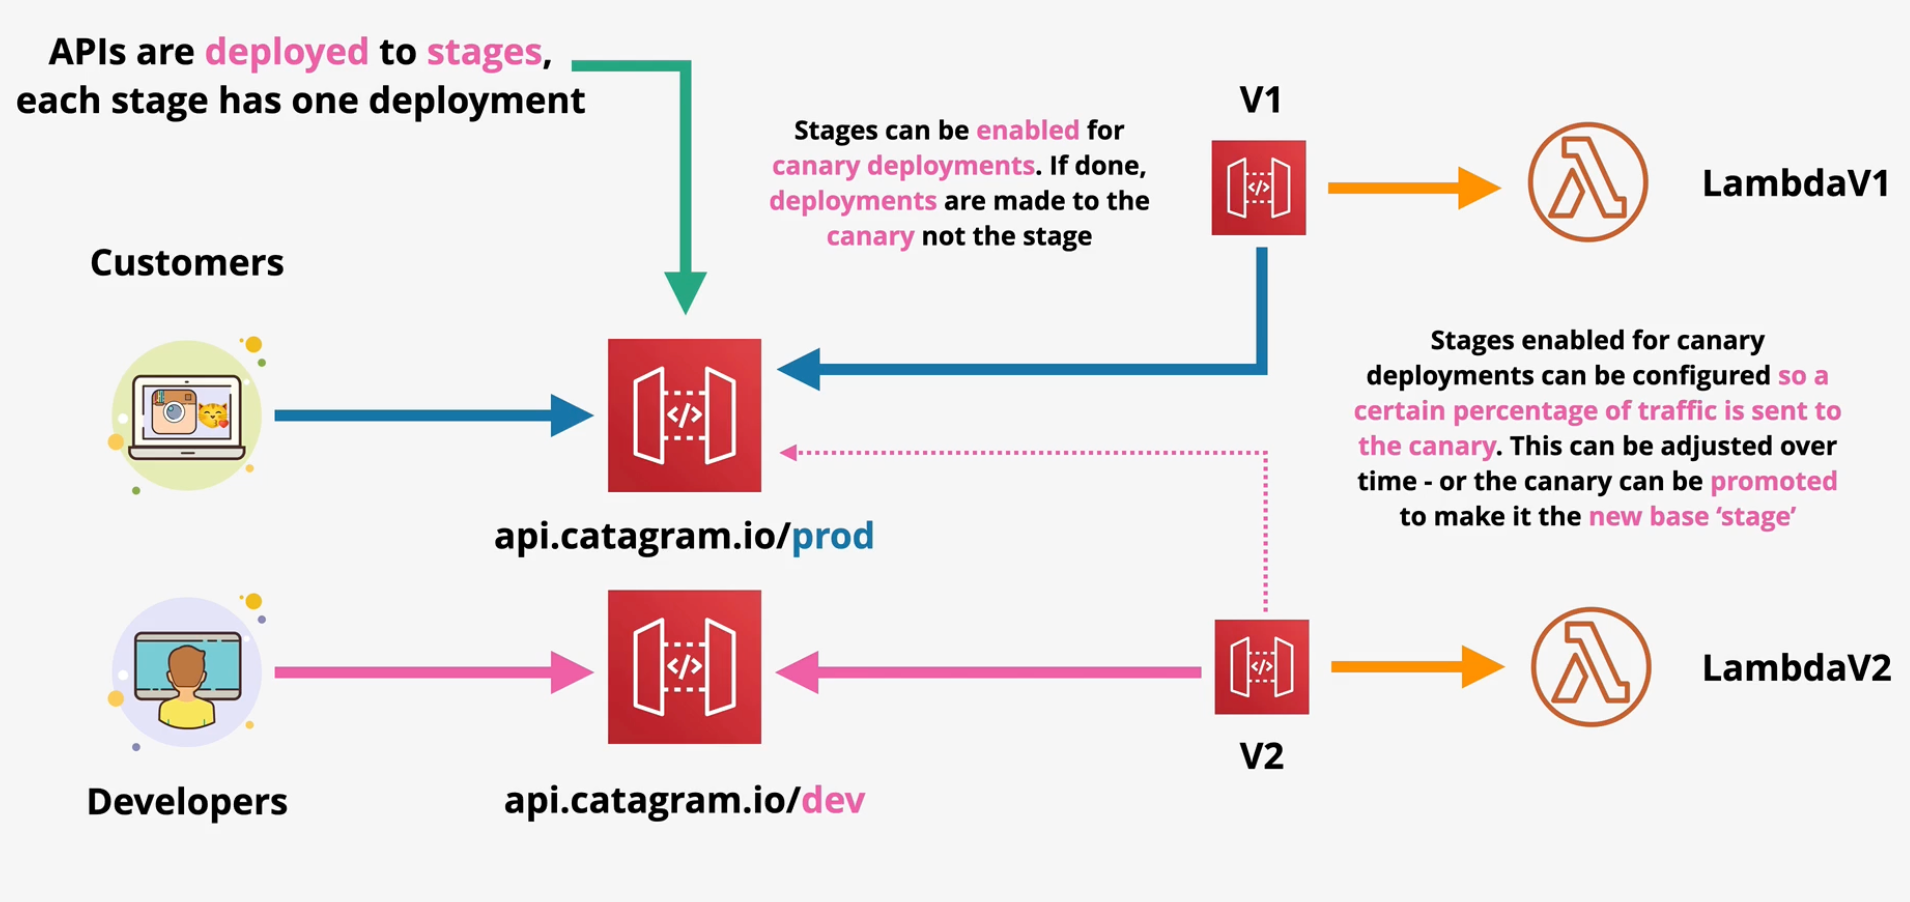 APIs are deployed to stages,
each stage has one deployment
Stages can be enabled for
canary deployments. If done,
deployments are made to the
canary not the stage
V1
</>
LambdaV1
Customers
</>
api.catagram.io/prod
Stages enabled for canary
deployments can be configured so a
certain percentage of traffic is sent to
the canary. This can be adjusted over
time - or the canary can be promoted
to make it the new base ‘stage’
Developers
</>
api.catagram.io/dev
</>
V2
LambdaV2